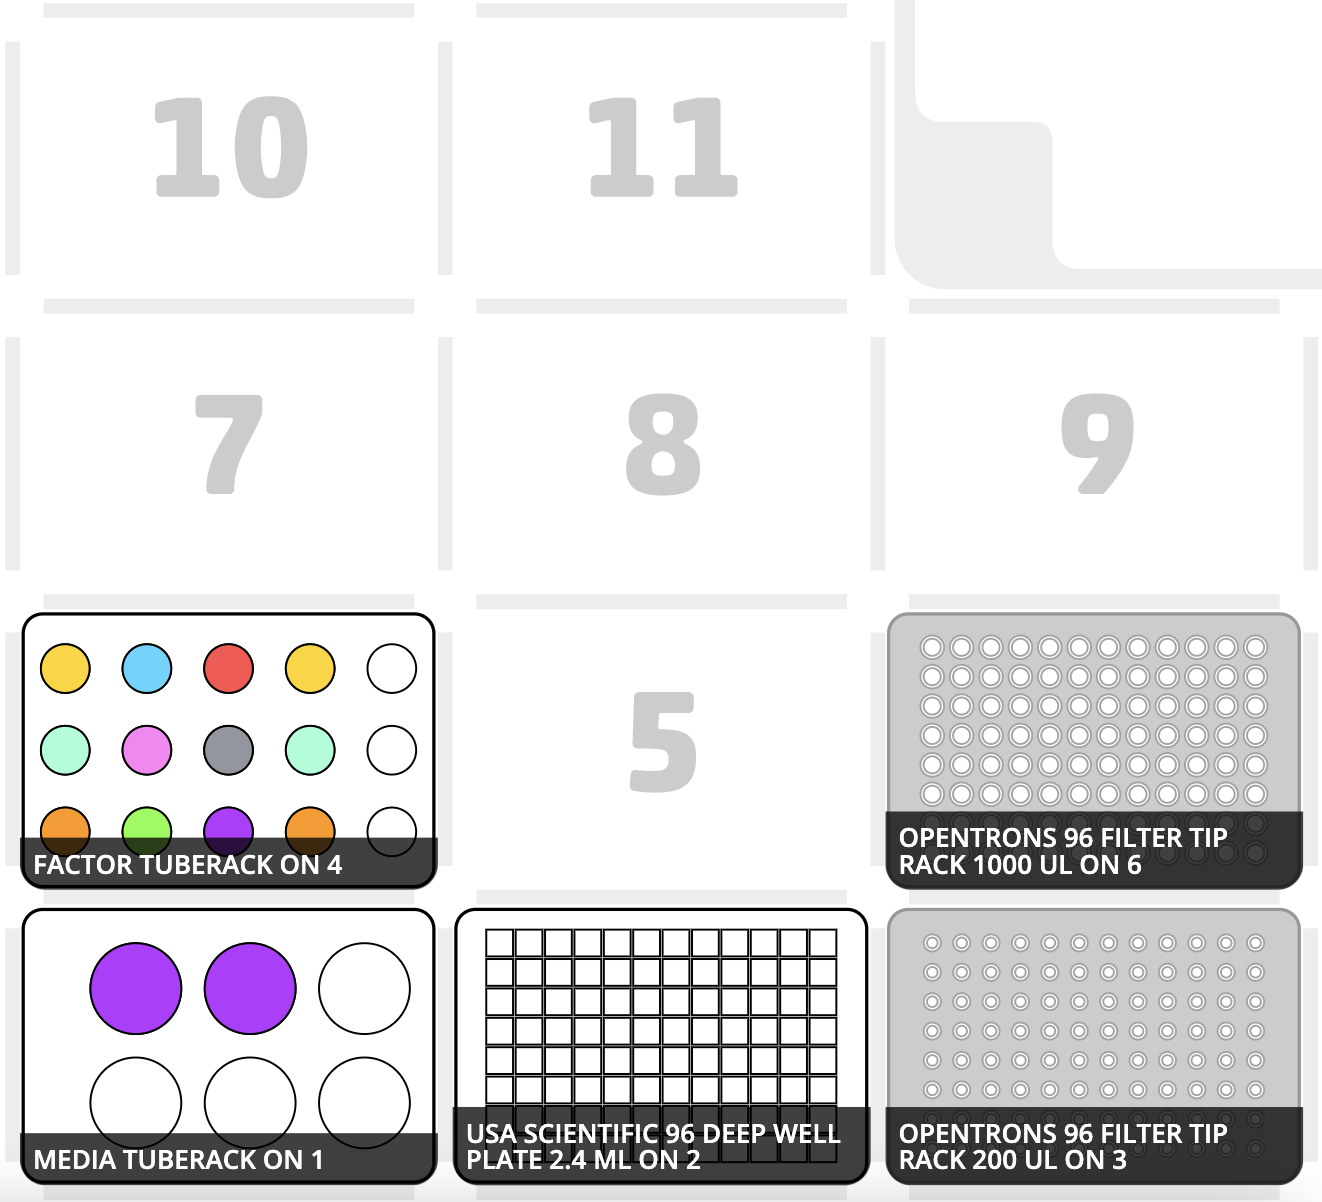 10
11
7
8
9
FACTOR TUBERACK ON 4
5
OPENTRONS 96 FILTER TIP
RACK 1000 UL ON 6
MEDIA TUBERACK ON 1
USA SCIENTIFIC 96 DEEP WELL
PLATE 2.4 ML ON 2
OPENTRONS 96 FILTER TIP
RACK 200 UL ON 3